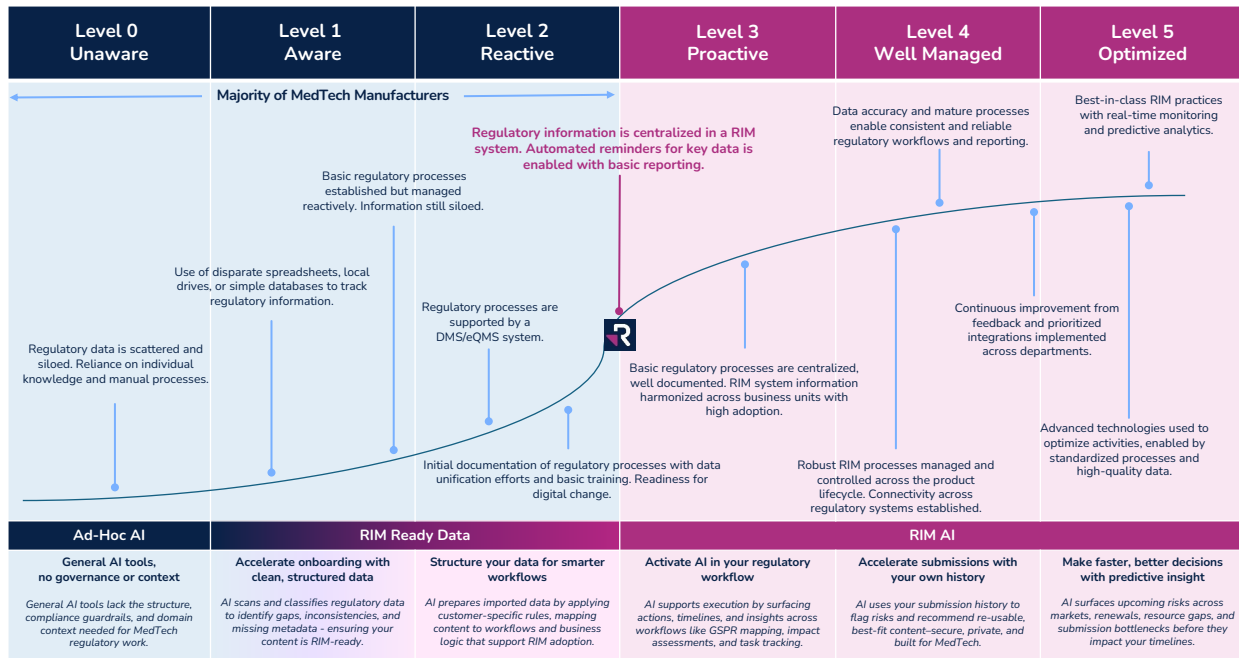 Level 0
Unaware
Level 1
Aware
Level 2
Reactive
Level 3
Proactive
Level 4
Well Managed
Level 5
Optimized
Majority of MedTech Manufacturers
Regulatory data is scattered and
siloed. Reliance on individual
knowledge and manual processes.
Use of disparate spreadsheets, local
drives, or simple databases to track
regulatory information.
Basic regulatory processes
established but managed
reactively. Information still siloed.
Regulatory processes are
supported by a
DMS/eQMS system.
Initial documentation of regulatory processes with data
unification efforts and basic training. Readiness for
digital change.
Regulatory information is centralized in a RIM
system. Automated reminders for key data is
enabled with basic reporting.
R
Basic regulatory processes are centralized,
well documented. RIM system information
harmonized across business units with
high adoption.
Data accuracy and mature processes
enable consistent and reliable
regulatory workflows and reporting.
Robust RIM processes managed and
controlled across the product
lifecycle. Connectivity across
regulatory systems established.
Continuous improvement from
feedback and prioritized
integrations implemented
across departments.
Best-in-class RIM practices
with real-time monitoring
and predictive analytics.
Advanced technologies used to
optimize activities, enabled by
standardized processes and
high-quality data.
Ad-Hoc AI
RIM Ready Data
RIM AI
General AI tools,
no governance or context
General AI tools lack the structure,
compliance guardrails, and domain
context needed for MedTech
regulatory work.
Accelerate onboarding with
clean, structured data
AI scans and classifies regulatory data
to identify gaps, inconsistencies, and
missing metadata - ensuring your
content is RIM-ready.
Structure your data for smarter
workflows
AI prepares imported data by applying
customer-specific rules, mapping
content to workflows and business
logic that support RIM adoption.
Activate AI in your regulatory
workflow
AI supports execution by surfacing
actions, timelines, and insights across
workflows like GSPR mapping, impact
assessments, and task tracking.
Accelerate submissions with
your own history
AI uses your submission history to
flag risks and recommend re-usable,
best-fit content–secure, private, and
built for MedTech.
Make faster, better decisions
with predictive insight
AI surfaces upcoming risks across
markets, renewals, resource gaps, and
submission bottlenecks before they
impact your timelines.